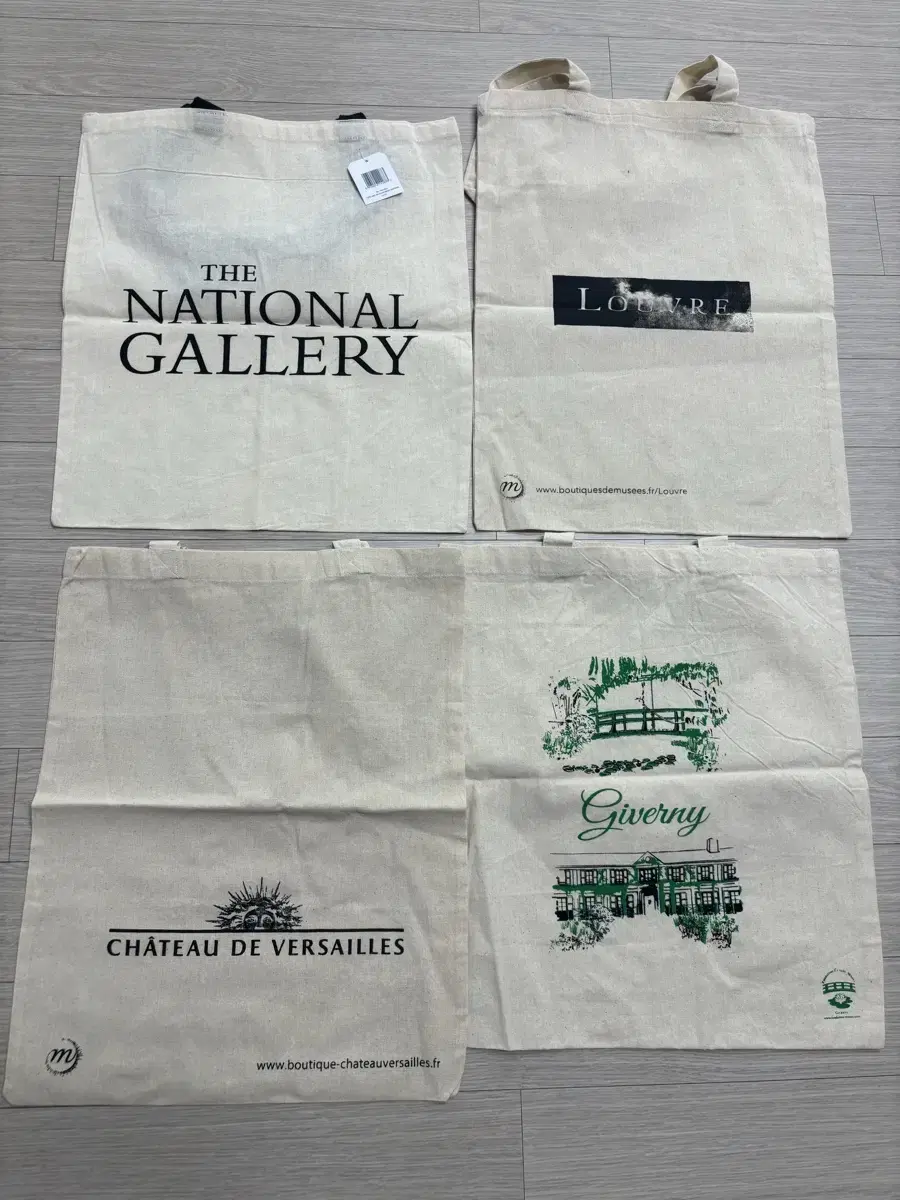 THE
NATIONAL
GALLERY
LOUVRE
m
www.boutiquesdemusees.fr/Louvre
CHÂTEAU DE VERSAILLES
m
www.boutique-chateauversailles.fr
Giverny